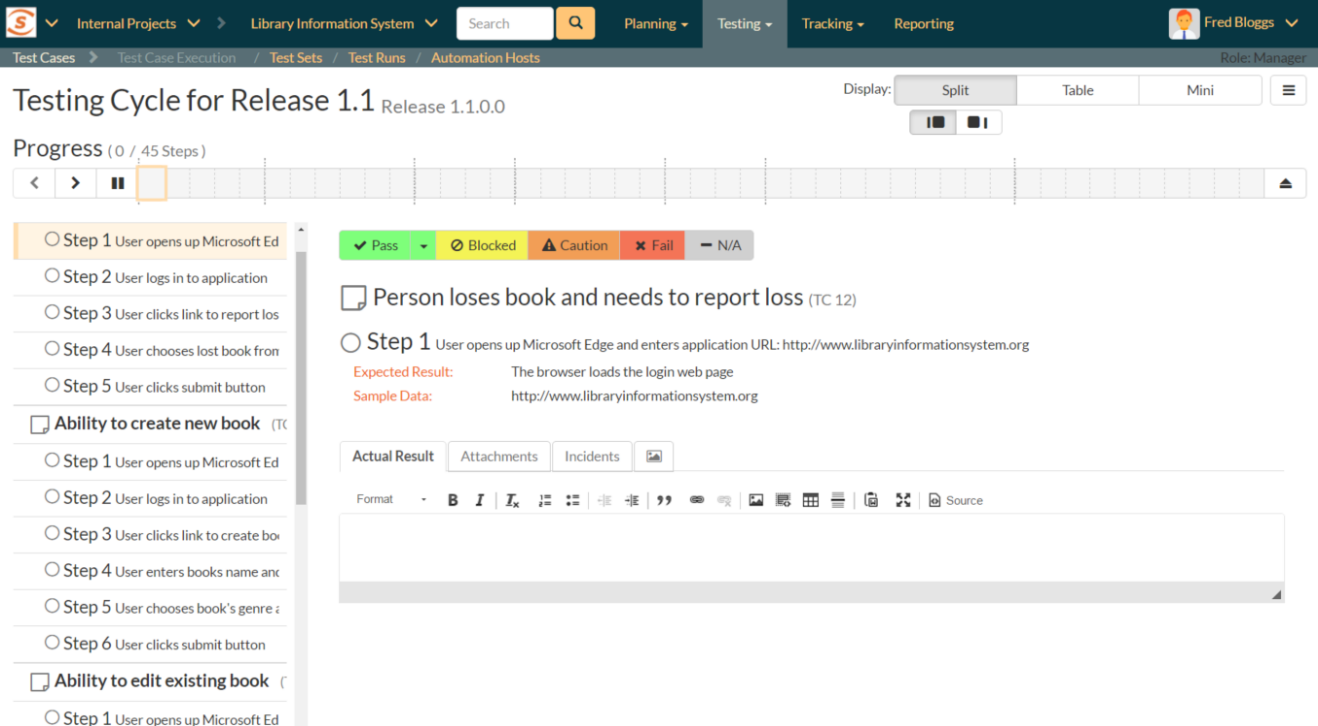 Internal Projects Library Information System Search Planning Testing Tracking Reporting Fred Bloggs
Test Cases Test Case Execution / Test Sets / Test Runs / Automation Hosts Role: Manager
Testing Cycle for Release 1.1 Release 1.1.0.0
Display: Split Table Mini
Progress ( 0 / 45 Steps )
Step 1 User opens up Microsoft Ed
Step 2 User logs in to application
Step 3 User clicks link to report los
Step 4 User chooses lost book from
Step 5 User clicks submit button
Ability to create new book (TC
Step 1 User opens up Microsoft Ed
Step 2 User logs in to application
Step 3 User clicks link to create bo
Step 4 User enters books name and
Step 5 User chooses book's genre a
Step 6 User clicks submit button
Ability to edit existing book (
Step 1 User opens up Microsoft Ed
Pass Blocked Caution Fail N/A
Person loses book and needs to report loss (TC 12)
Step 1 User opens up Microsoft Edge and enters application URL: http://www.libraryinformationsystem.org
Expected Result: The browser loads the login web page
Sample Data: http://www.libraryinformationsystem.org
Actual Result Attachments Incidents
Format B I Tx Source